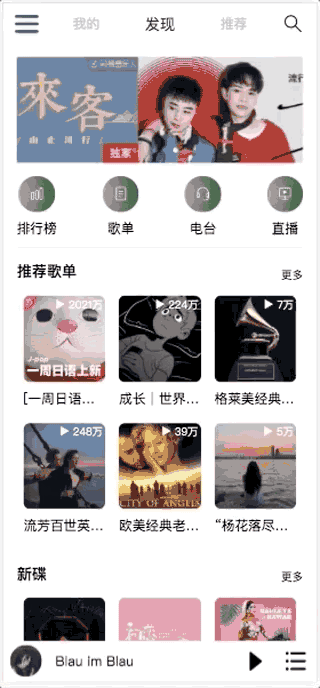 我的 发现 推荐
來客
独家
排行榜 歌单 电台 直播
推荐歌单 更多
2021万 224万 7万
J-pop
一周日语上新
[一周日语... 成长｜世界... 格莱美经典...
248万 39万 5万
CITY OF ANGELS
流芳百世英... 欧美经典老... “杨花落尽...
新碟 更多
Blau im Blau